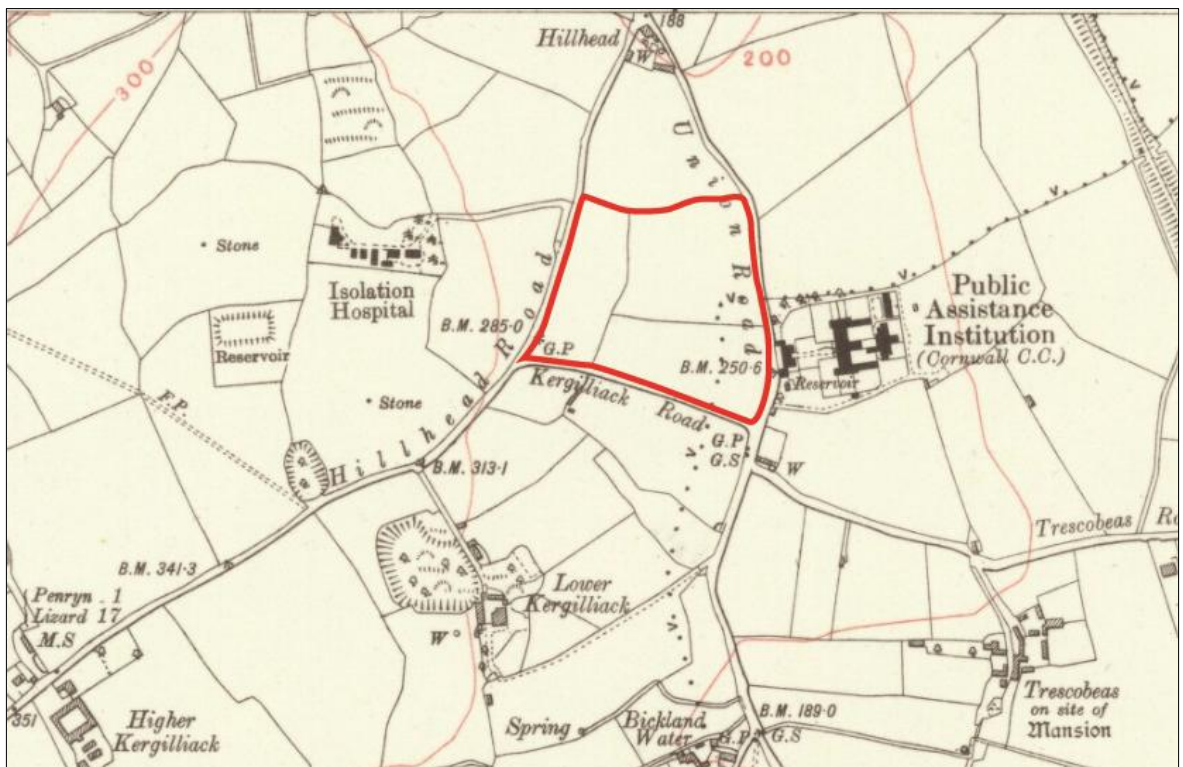 188
Hillhead
W
200
300
Union Road
Stone
Isolation
Hospital
Public
Assistance
Institution
(Cornwall C.C.)
B.M. 285·0
Reservoir
G.P
B.M. 250·6
Reservoir
Kergilliack
Road
Stone
F.P.
Hillhead Road
G.P
G.S
W
B.M. 313·1
Trescobeas
B.M. 341·3
Penryn 1
Lizard 17
M.S
Lower
Kergilliack
W
351
Higher
Kergilliack
Spring
Bickland
Water
G.P
G.S
B.M. 189·0
Trescobeas
on site of
Mansion